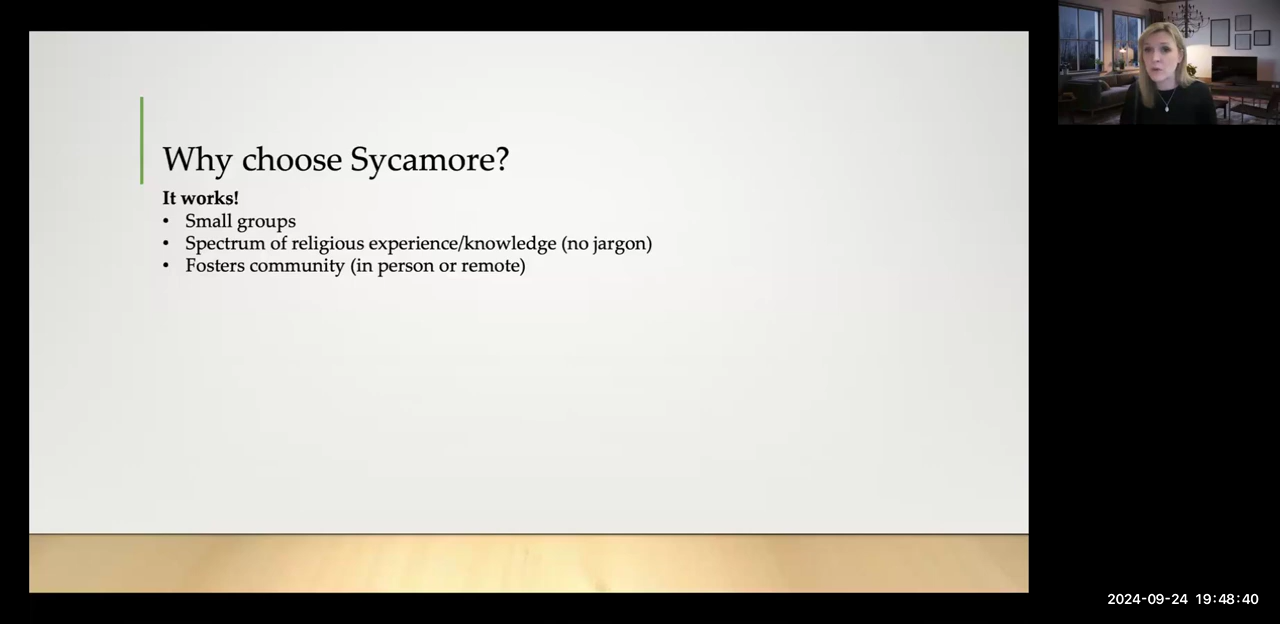 Why choose Sycamore?
It works!
• Small groups
• Spectrum of religious experience/knowledge (no jargon)
• Fosters community (in person or remote)
2024-09-24 19:48:40